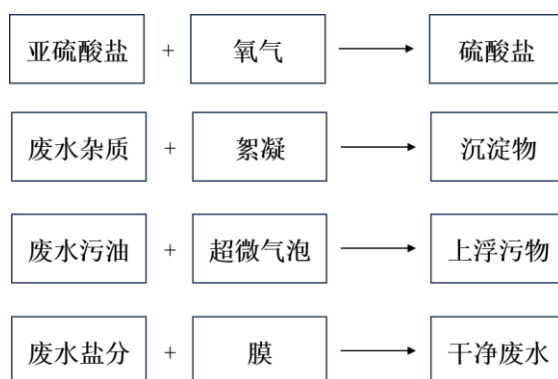 亚硫酸盐 + 氧气 → 硫酸盐
废水杂质 + 絮凝 → 沉淀物
废水污油 + 超微气泡 → 上浮污物
废水盐分 + 膜 → 干净废水